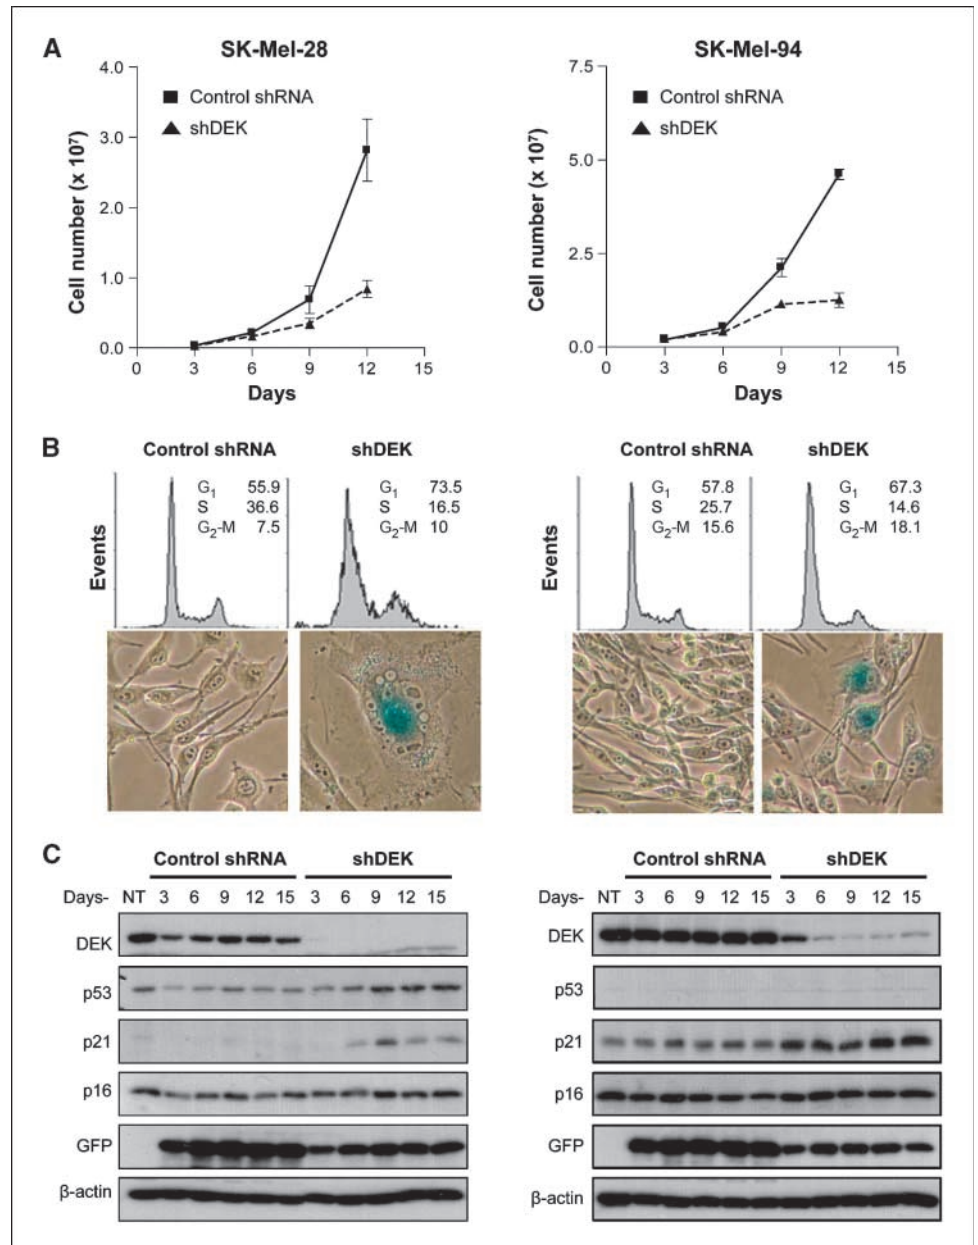 A
SK-Mel-28
SK-Mel-94
Cell number (x 10⁷)
4.0
3.0
2.0
1.0
0.0
Control shRNA
shDEK
0 3 6 9 12 15
Days
Cell number (x 10⁷)
7.5
5.0
2.5
0.0
Control shRNA
shDEK
0 3 6 9 12 15
Days
B
Control shRNA shDEK
Events
G₁ 55.9
S 36.6
G₂-M 7.5
G₁ 73.5
S 16.5
G₂-M 10
Control shRNA shDEK
Events
G₁ 57.8
S 25.7
G₂-M 15.6
G₁ 67.3
S 14.6
G₂-M 18.1
C
Control shRNA shDEK
Days- NT 3 6 9 12 15 3 6 9 12 15
DEK
p53
p21
p16
GFP
β-actin
Control shRNA shDEK
Days- NT 3 6 9 12 15 3 6 9 12 15
DEK
p53
p21
p16
GFP
β-actin